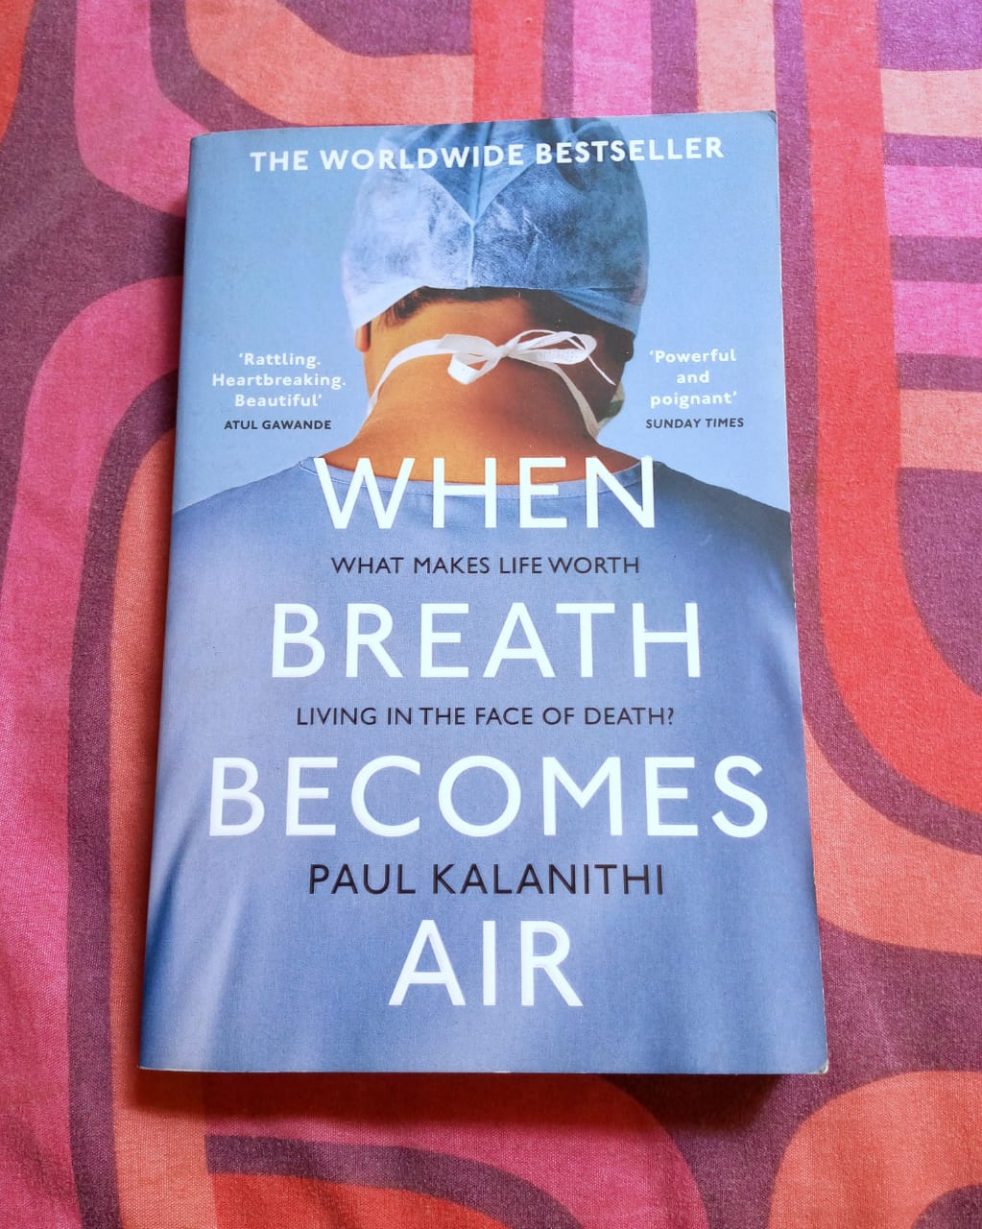 THE WORLDWIDE BESTSELLER
‘Rattling.
Heartbreaking.
Beautiful’
ATUL GAWANDE
‘Powerful
and
poignant’
SUNDAY TIMES
WHEN
WHAT MAKES LIFE WORTH
BREATH
LIVING IN THE FACE OF DEATH?
BECOMES
PAUL KALANITHI
AIR